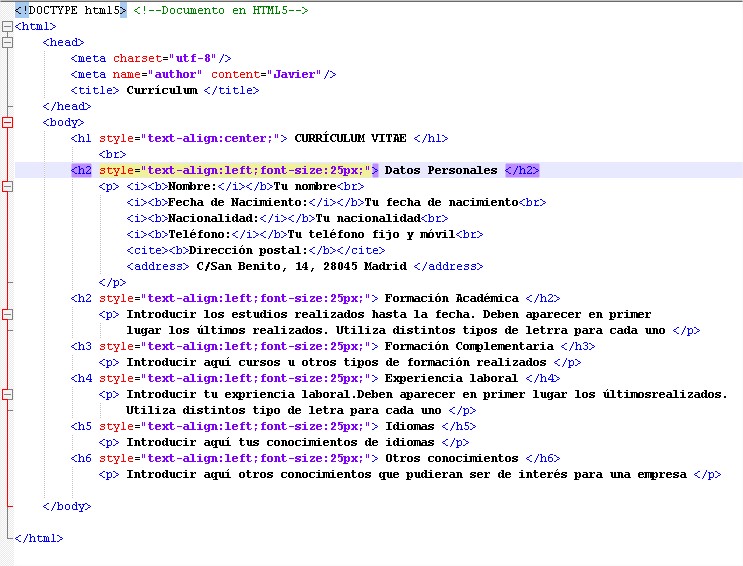 <!DOCTYPE html5> <!--Documento en HTML5-->
<html>
<head>
<meta charset="utf-8"/>
<meta name="author" content="Javier"/>
<title> Currículum </title>
</head>
<body>
<h1 style="text-align:center;"> CURRÍCULUM VITAE </h1>
<br>
<h2 style="text-align:left;font-size:25px;"> Datos Personales </h2>
<p> <i><b>Nombre:</i></b>Tu nombre<br>
<i><b>Fecha de Nacimiento:</i></b>Tu fecha de nacimiento<br>
<i><b>Nacionalidad:</i></b>Tu nacionalidad<br>
<i><b>Teléfono:</i></b>Tu teléfono fijo y móvil<br>
<cite><b>Dirección postal:</b></cite>
<address> C/San Benito, 14, 28045 Madrid </address>
</p>
<h2 style="text-align:left;font-size:25px;"> Formación Académica </h2>
<p> Introducir los estudios realizados hasta la fecha. Deben aparecer en primer
lugar los últimos realizados. Utiliza distintos tipos de letrra para cada uno </p>
<h3 style="text-align:left;font-size:25px;"> Formación Complementaria </h3>
<p> Introducir aquí cursos u otros tipos de formación realizados </p>
<h4 style="text-align:left;font-size:25px;"> Experiencia laboral </h4>
<p> Introducir tu expriencia laboral.Deben aparecer en primer lugar los últimosrealizados.
Utiliza distintos tipo de letra para cada uno </p>
<h5 style="text-align:left;font-size:25px;"> Idiomas </h5>
<p> Introducir aquí tus conocimientos de idiomas </p>
<h6 style="text-align:left;font-size:25px;"> Otros conocimientos </h6>
<p> Introducir aquí otros conocimientos que pudieran ser de interés para una empresa </p>
</body>
</html>